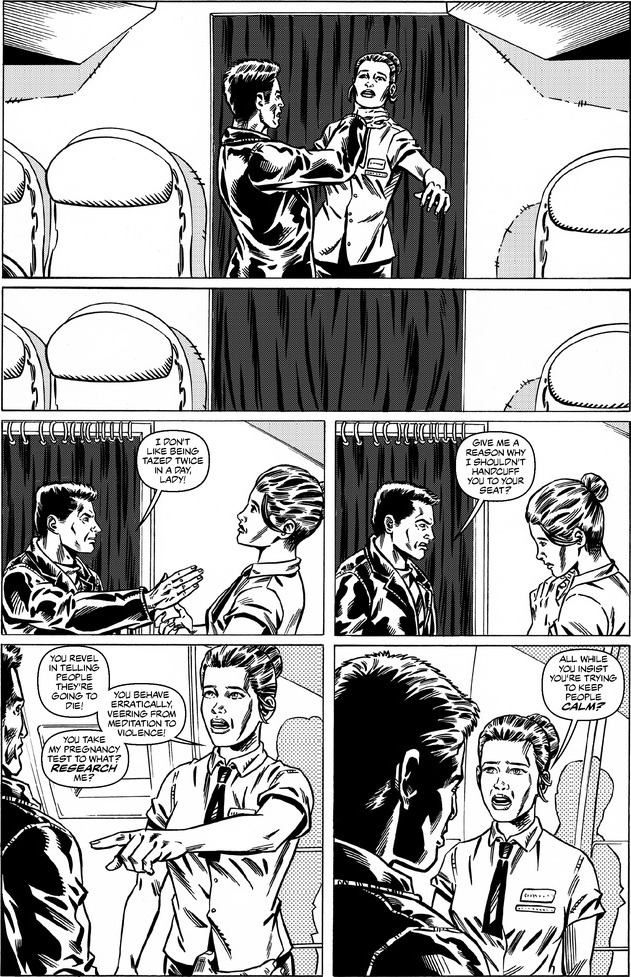 I DON'T
LIKE BEING
TAZED TWICE
IN A DAY,
LADY!
GIVE ME A
REASON WHY
I SHOULDN'T
HANDCUFF
YOU TO YOUR
SEAT?
YOU REVEL
IN TELLING
PEOPLE
THEY'RE
GOING TO
DIE!
YOU BEHAVE
ERRATICALLY,
VEERING FROM
MEDITATION TO
VIOLENCE!
YOU TAKE
MY PREGNANCY
TEST TO WHAT?
RESEARCH
ME?
ALL WHILE
YOU INSIST
YOU'RE TRYING
TO KEEP
PEOPLE
CALM?